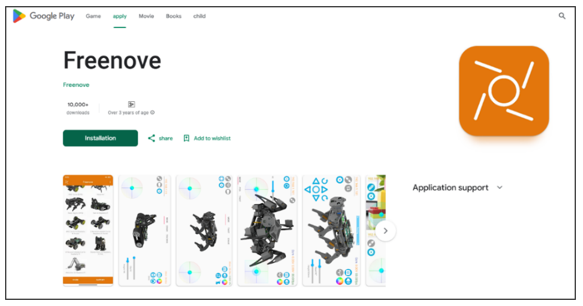 Google Play
Game
apply
Movie
Books
child
Freenove
Freenove
10,000+
downloads
Over 3 years of age
Installation
share
Add to wishlist
Application support